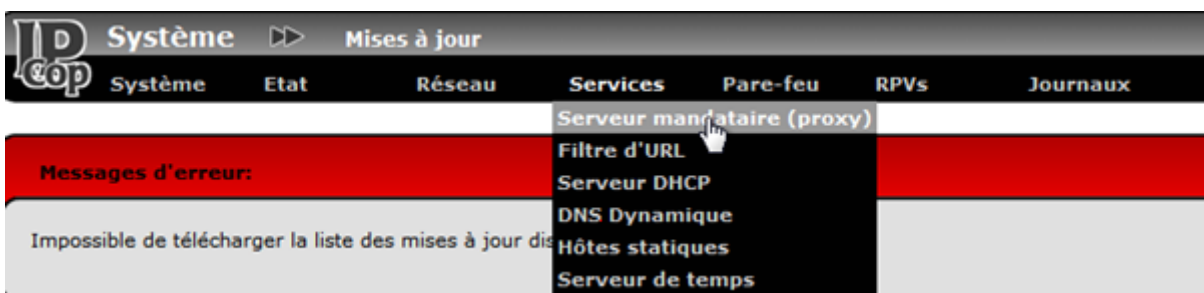 IP
Cop
Système Mises à jour
Système Etat Réseau Services Pare-feu RPVs Journaux
Serveur mandataire (proxy)
Filtre d'URL
Serveur DHCP
DNS Dynamique
Hôtes statiques
Serveur de temps
Messages d'erreur:
Impossible de télécharger la liste des mises à jour